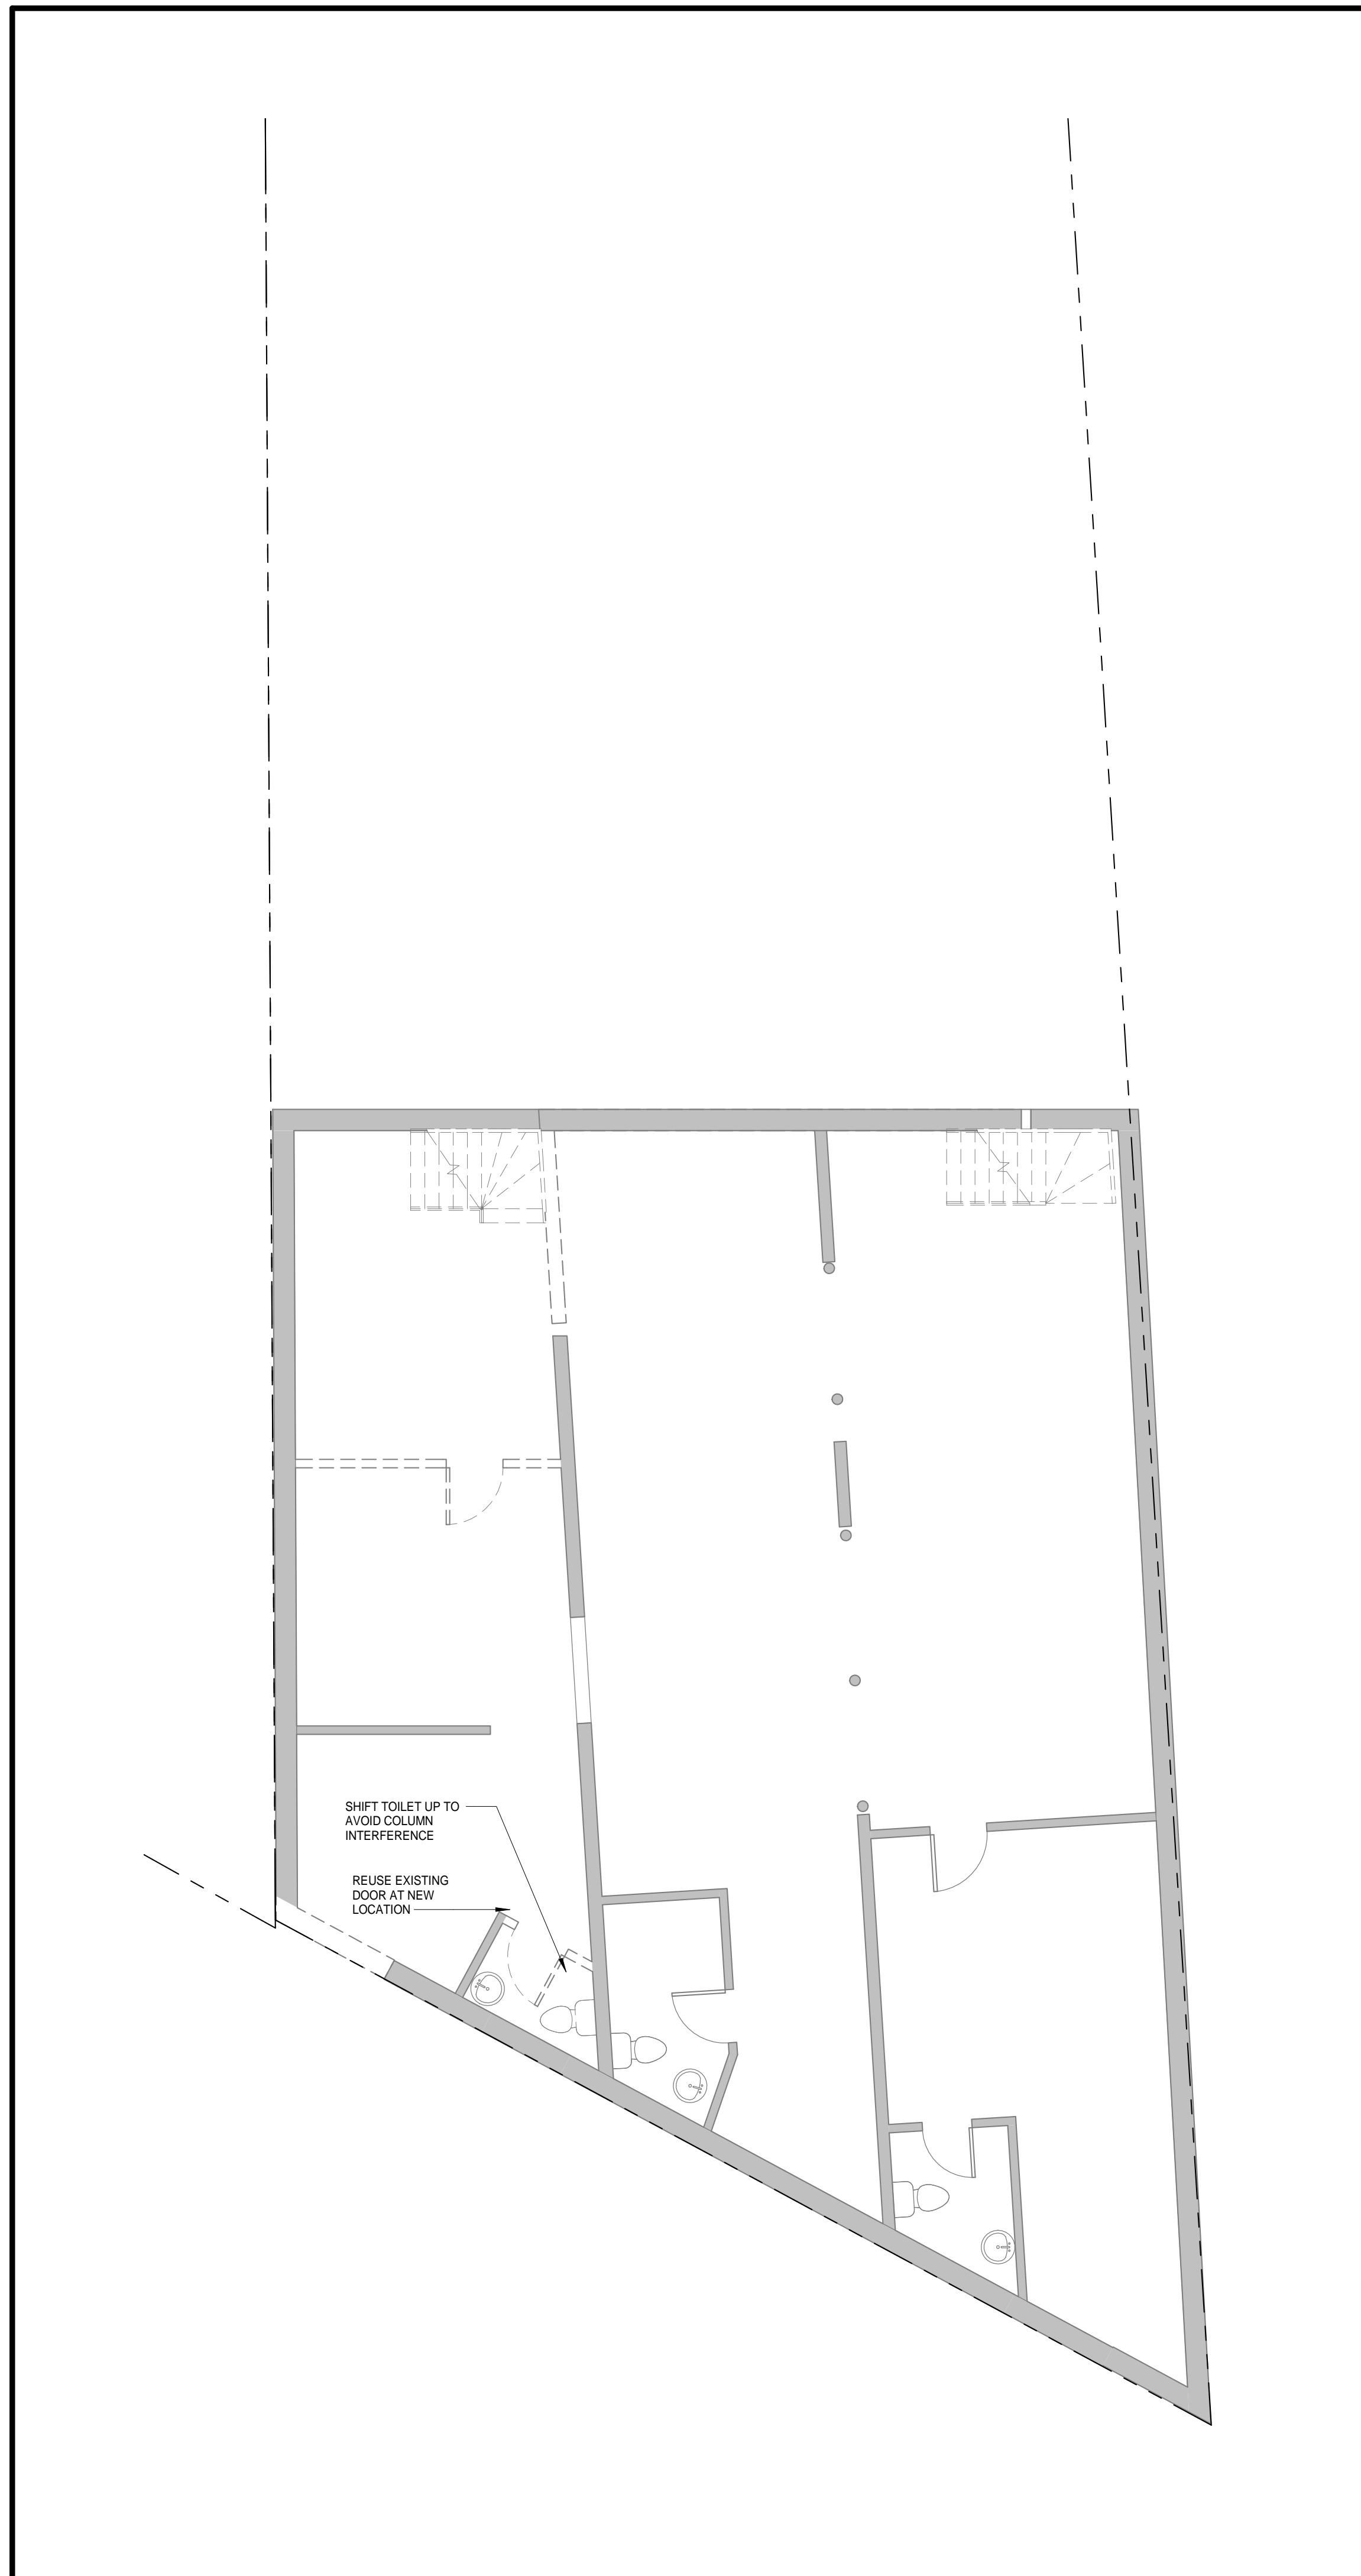 SHIFT TOILET UP TO
AVOID COLUMN
INTERFERENCE
REUSE EXISTING
DOOR AT NEW
LOCATION